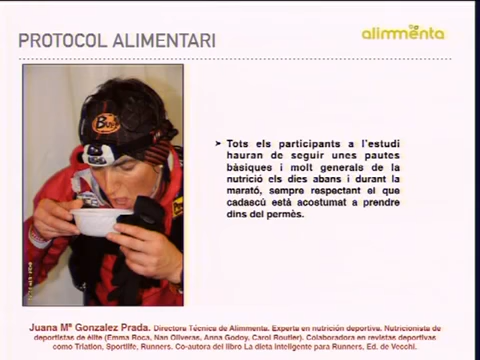 PROTOCOL ALIMENTARI
alimmenta
➤ Tots els participants a l'estudi
hauran de seguir unes pautes
bàsiques i molt generals de la
nutrició els dies abans i durant la
marató, sempre respectant el que
cadascú està acostumat a prendre
dins del permès.
Juana Mª Gonzalez Prada. Directora Técnica de Alimmenta. Experta en nutrición deportiva. Nutricionista de
deportistas de élite (Emma Roca, Nan Oliveras, Anna Godoy, Carol Routier). Colaboradora en revistas deportivas
como Triatlon, Sportlife, Runners. Co-autora del libro La dieta inteligente para Runners. Ed. de Vecchi.